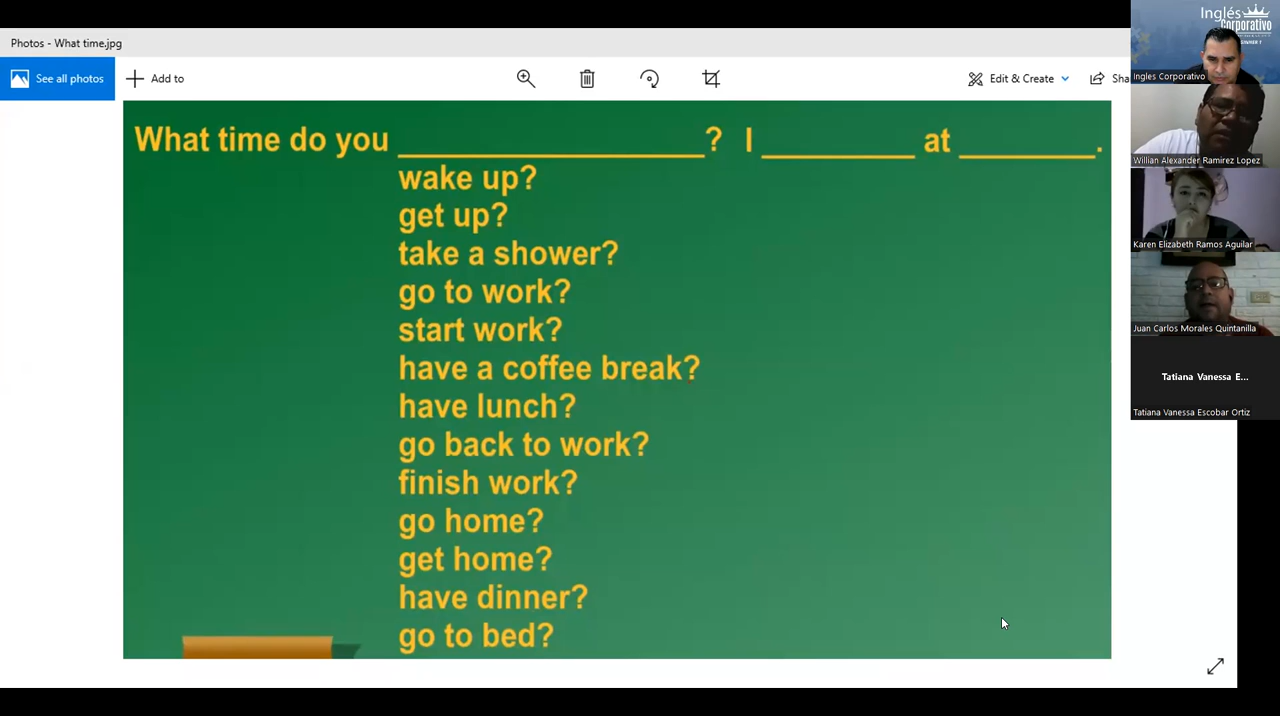 Photos - What time.jpg
See all photos
Add to
Edit & Create
Sha
What time do you ____________________? I __________ at _________.
wake up?
get up?
take a shower?
go to work?
start work?
have a coffee break?
have lunch?
go back to work?
finish work?
go home?
get home?
have dinner?
go to bed?
Inglés
Corporativo
Ingles Corporativo
Willian Alexander Ramirez Lopez
Karen Elizabeth Ramos Aguilar
Juan Carlos Morales Quintanilla
Tatiana Vanessa E...
Tatiana Vanessa Escobar Ortiz